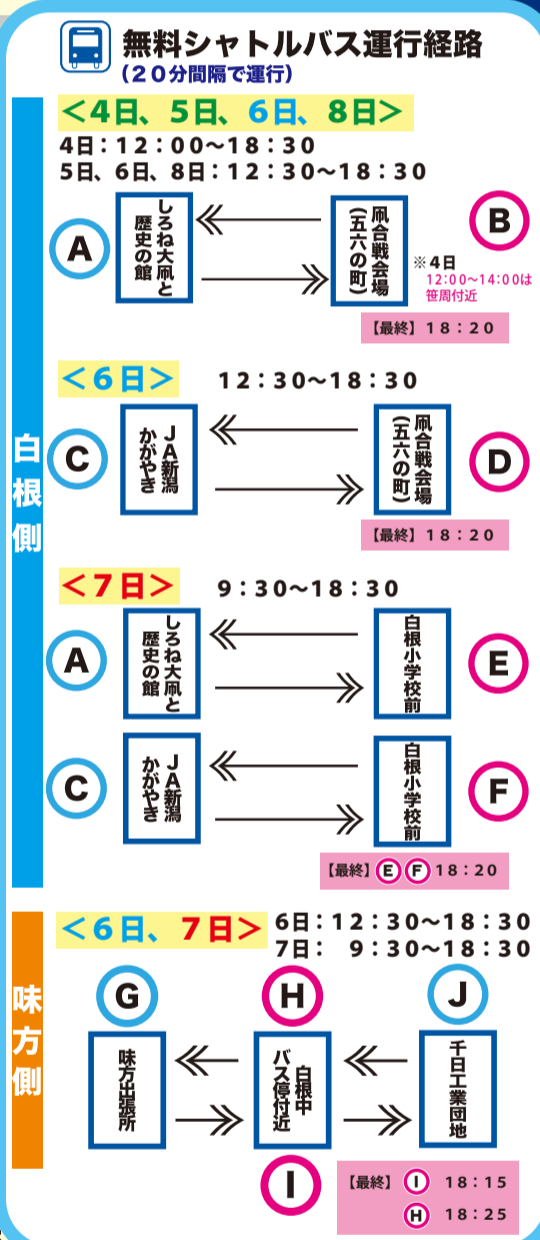 無料シャトルバス運行経路
(20分間隔で運行)
白根側
<4日、5日、6日、8日>
4日:12:00~18:30
5日、6日、8日:12:30~18:30
A
しろね大凧と
歴史の館
凧合戦会場
(五六の町)
B
※4日
12:00~14:00は
笹周付近
【最終】18:20
<6日> 12:30~18:30
C
JA新潟
かがやき
凧合戦会場
(五六の町)
D
【最終】18:20
<7日> 9:30~18:30
A
しろね大凧と
歴史の館
白根小学校前
E
C
JA新潟
かがやき
白根小学校前
F
【最終】E F 18:20
味方側
<6日、7日>
6日:12:30~18:30
7日: 9:30~18:30
G
H
J
味方出張所
白根中
バス停付近
千日工業団地
I
【最終】 I 18:15
H 18:25